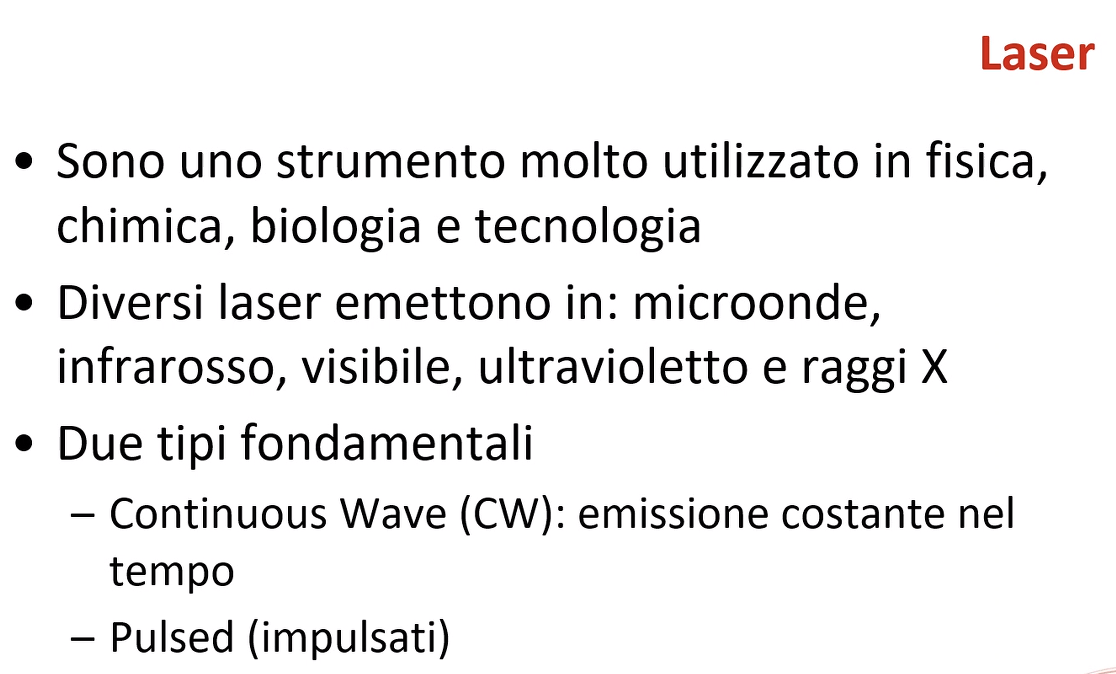 Laser
• Sono uno strumento molto utilizzato in fisica,
chimica, biologia e tecnologia
• Diversi laser emettono in: microonde,
infrarosso, visibile, ultravioletto e raggi X
• Due tipi fondamentali
– Continuous Wave (CW): emissione costante nel
tempo
– Pulsed (impulsati)